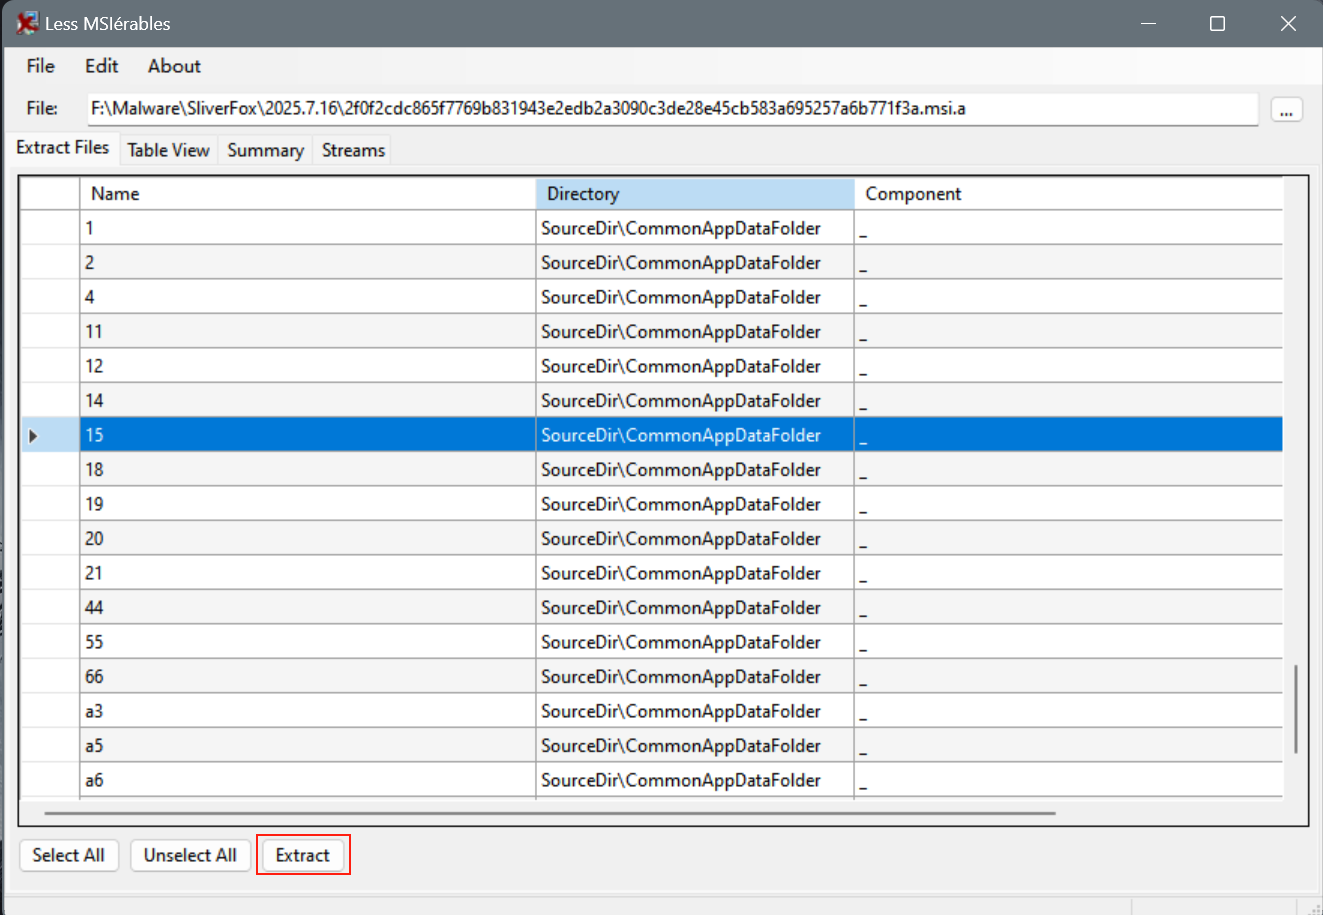 Less MSIérables
File Edit About
File: F:\Malware\SliverFox\2025.7.16\2f0f2cdc865f7769b831943e2edb2a3090c3de28e45cb583a695257a6b771f3a.msi.a ...
Extract Files Table View Summary Streams
Name Directory Component
1 SourceDir\CommonAppDataFolder _
2 SourceDir\CommonAppDataFolder _
4 SourceDir\CommonAppDataFolder _
11 SourceDir\CommonAppDataFolder _
12 SourceDir\CommonAppDataFolder _
14 SourceDir\CommonAppDataFolder _
15 SourceDir\CommonAppDataFolder _
18 SourceDir\CommonAppDataFolder _
19 SourceDir\CommonAppDataFolder _
20 SourceDir\CommonAppDataFolder _
21 SourceDir\CommonAppDataFolder _
44 SourceDir\CommonAppDataFolder _
55 SourceDir\CommonAppDataFolder _
66 SourceDir\CommonAppDataFolder _
a3 SourceDir\CommonAppDataFolder _
a5 SourceDir\CommonAppDataFolder _
a6 SourceDir\CommonAppDataFolder _
Select All Unselect All Extract